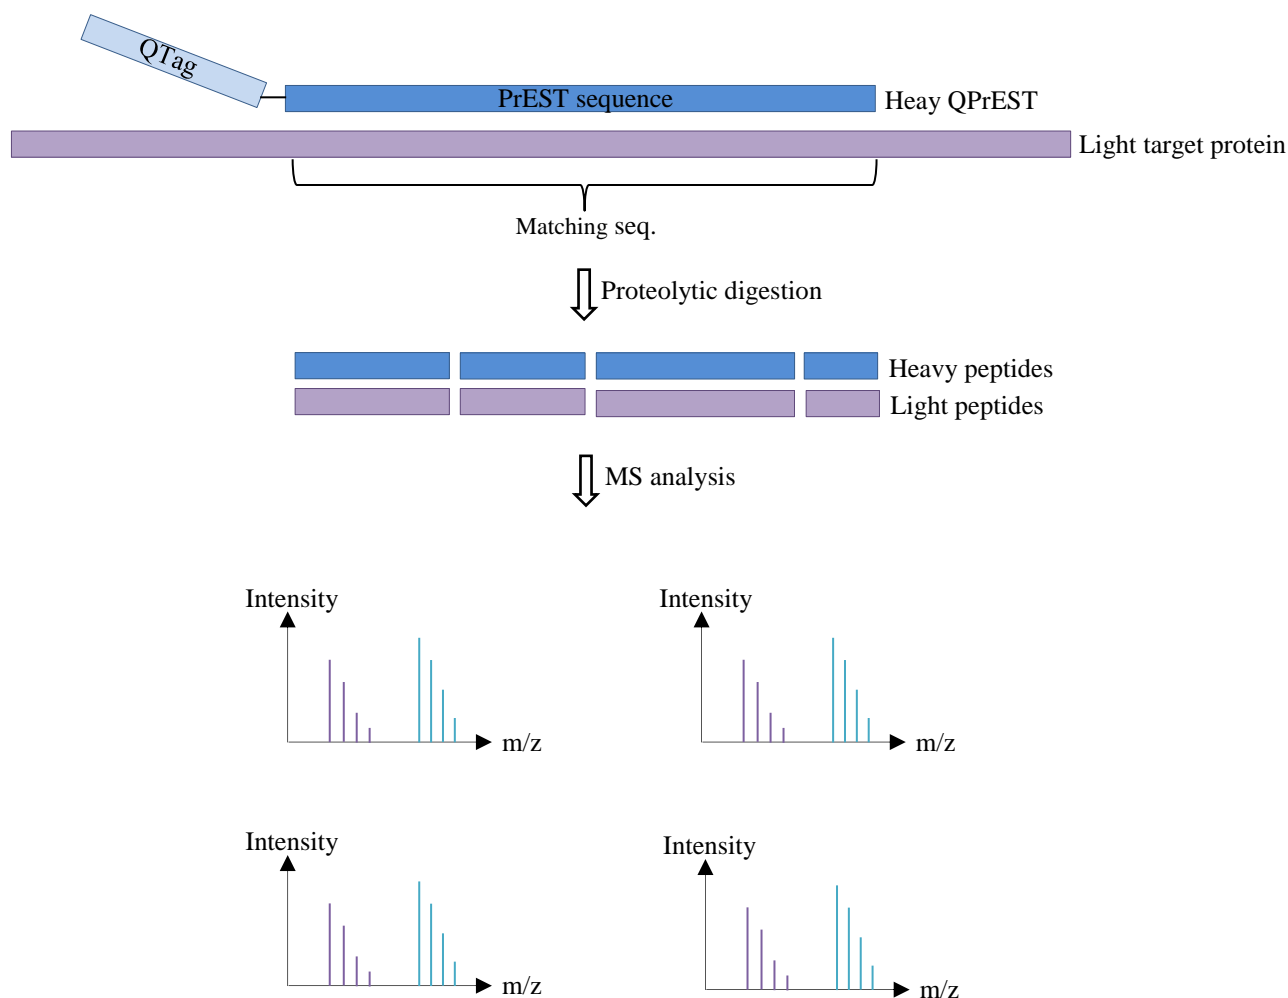 QTag
PrEST sequence
Heay QPrEST
Light target protein
Matching seq.
Proteolytic digestion
Heavy peptides
Light peptides
MS analysis
Intensity
m/z
Intensity
m/z
Intensity
m/z
Intensity
m/z